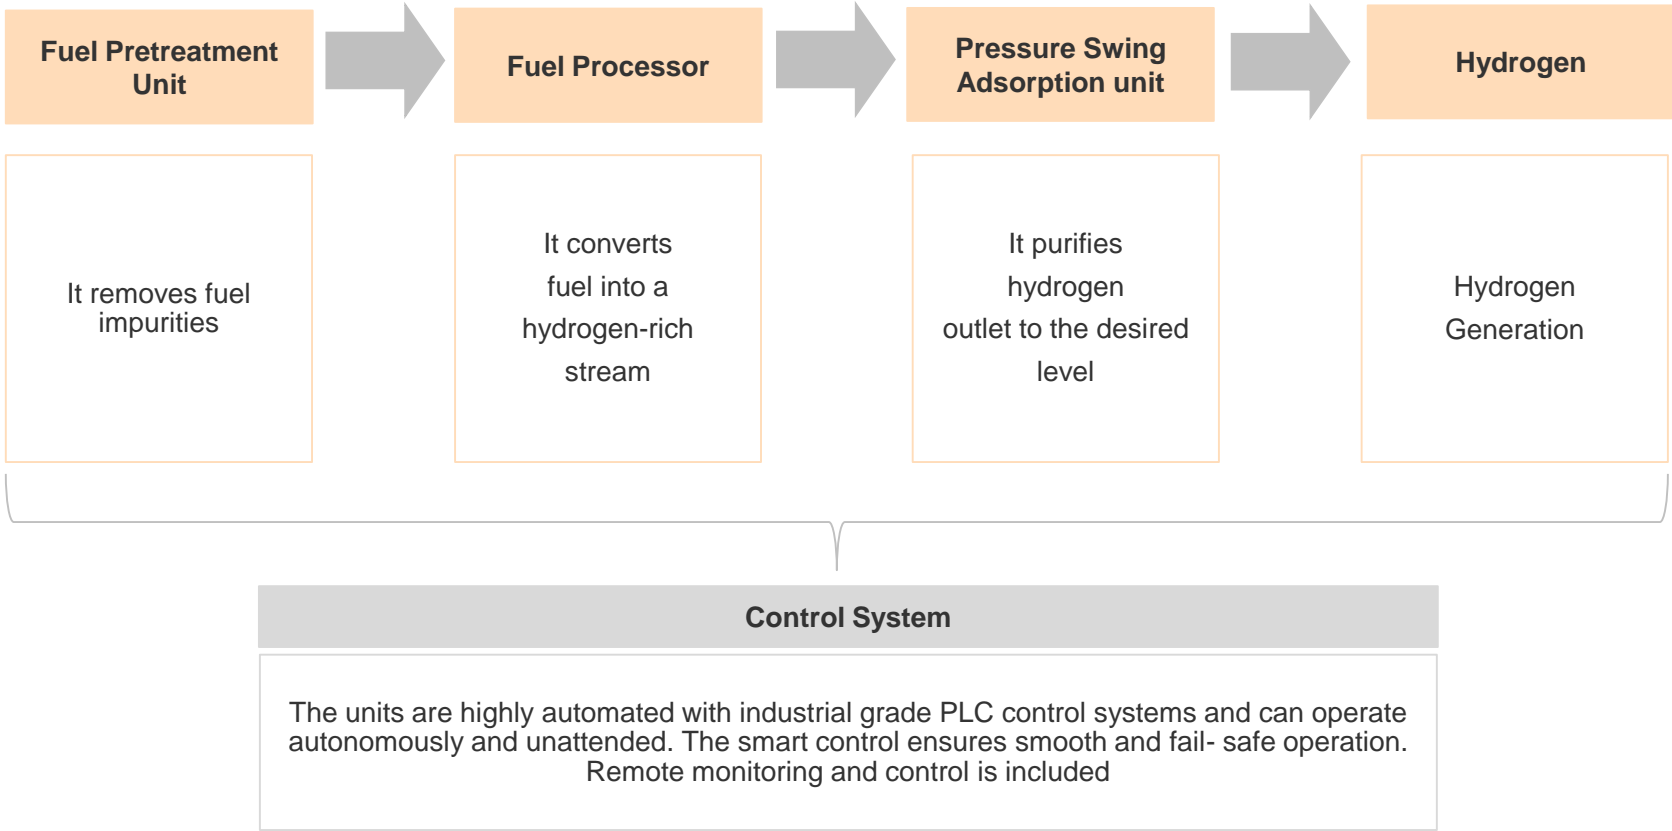 Fuel Pretreatment
Unit
Fuel Processor
Pressure Swing
Adsorption unit
Hydrogen
It removes fuel
impurities
It converts
fuel into a
hydrogen-rich
stream
It purifies
hydrogen
outlet to the desired
level
Hydrogen
Generation
Control System
The units are highly automated with industrial grade PLC control systems and can operate
autonomously and unattended. The smart control ensures smooth and fail- safe operation.
Remote monitoring and control is included